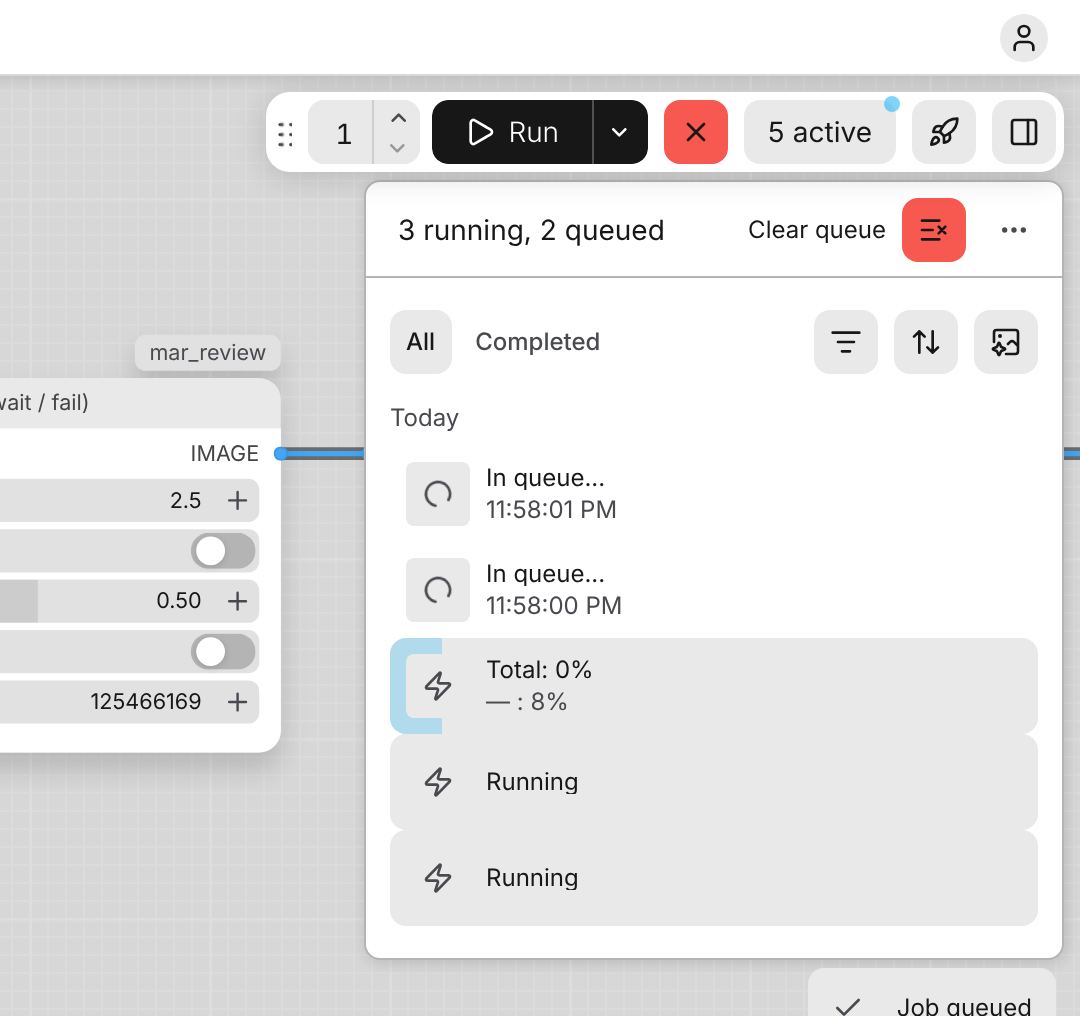 1
Run
5 active
3 running, 2 queued
Clear queue
All
Completed
Today
In queue...
11:58:01 PM
In queue...
11:58:00 PM
Total: 0%
— : 8%
Running
Running
mar_review
/ fail)
IMAGE
2.5
0.50
125466169
Job queued